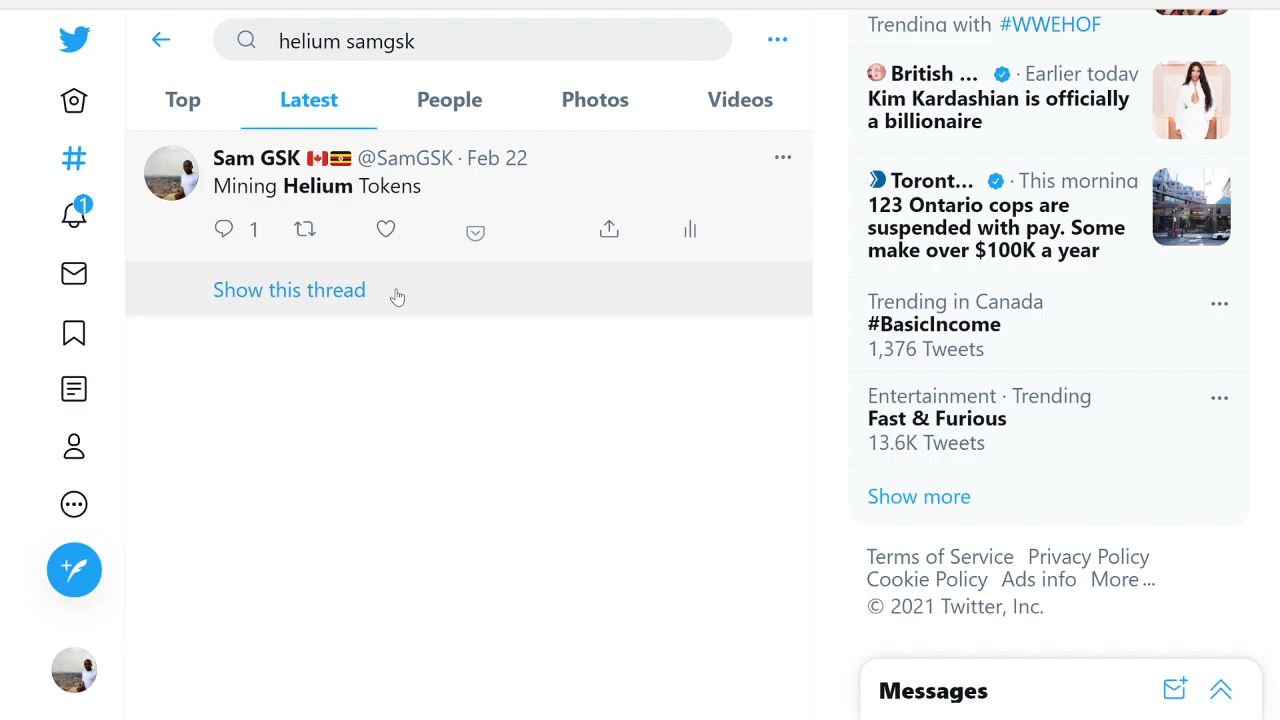 helium samgsk
Top Latest People Photos Videos
Sam GSK @SamGSK · Feb 22
Mining Helium Tokens
1
Show this thread
1
Trending with #WWEHOF
British ... · Earlier today
Kim Kardashian is officially
a billionaire
Toront... · This morning
123 Ontario cops are
suspended with pay. Some
make over $100K a year
Trending in Canada
#BasicIncome
1,376 Tweets
Entertainment · Trending
Fast & Furious
13.6K Tweets
Show more
Terms of Service Privacy Policy
Cookie Policy Ads info More ...
© 2021 Twitter, Inc.
Messages